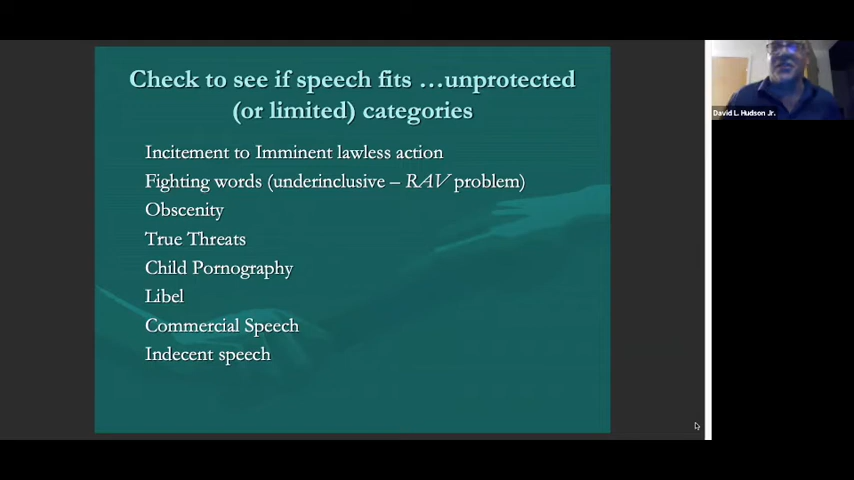 Check to see if speech fits …unprotected
(or limited) categories
Incitement to Imminent lawless action
Fighting words (underinclusive – RAV problem)
Obscenity
True Threats
Child Pornography
Libel
Commercial Speech
Indecent speech
David L. Hudson Jr.